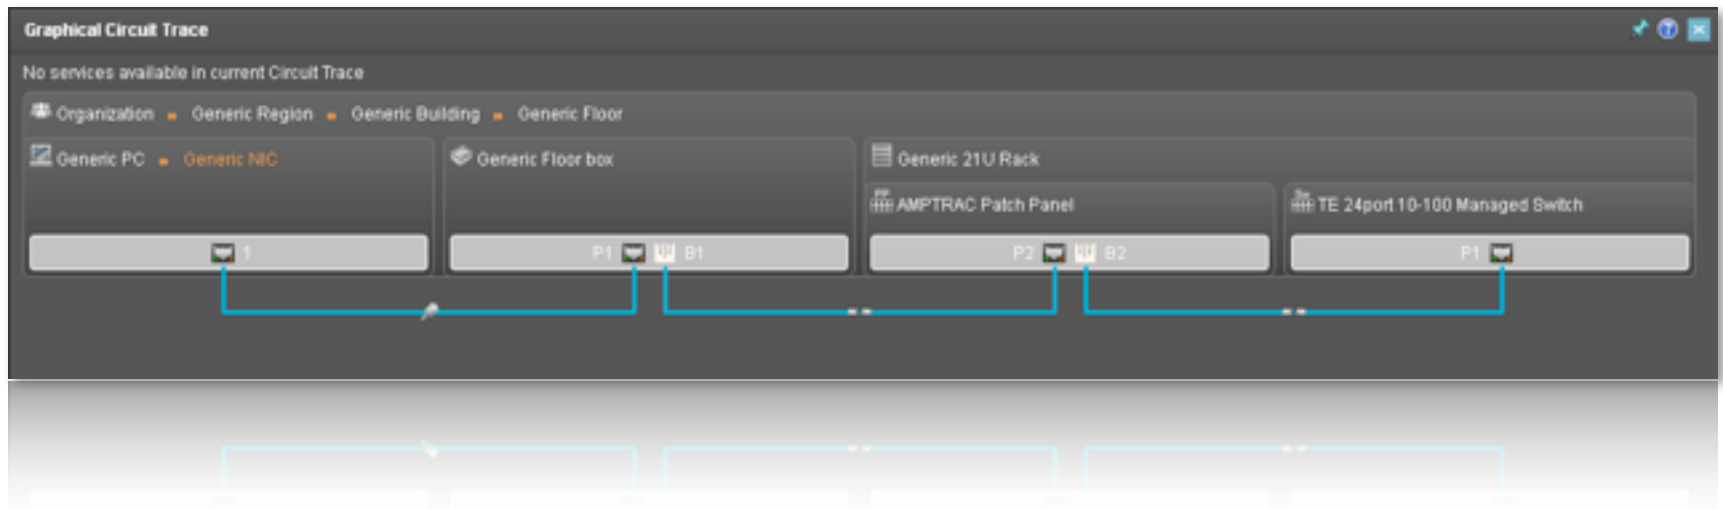 Graphical Circuit Trace
No services available in current Circuit Trace
Organization Generic Region Generic Building Generic Floor
Generic PC Generic NIC
Generic Floor box
Generic 21U Rack
AMPTRAC Patch Panel
TE 24port 10-100 Managed Switch
1
P1 B1
P2 B2
P1